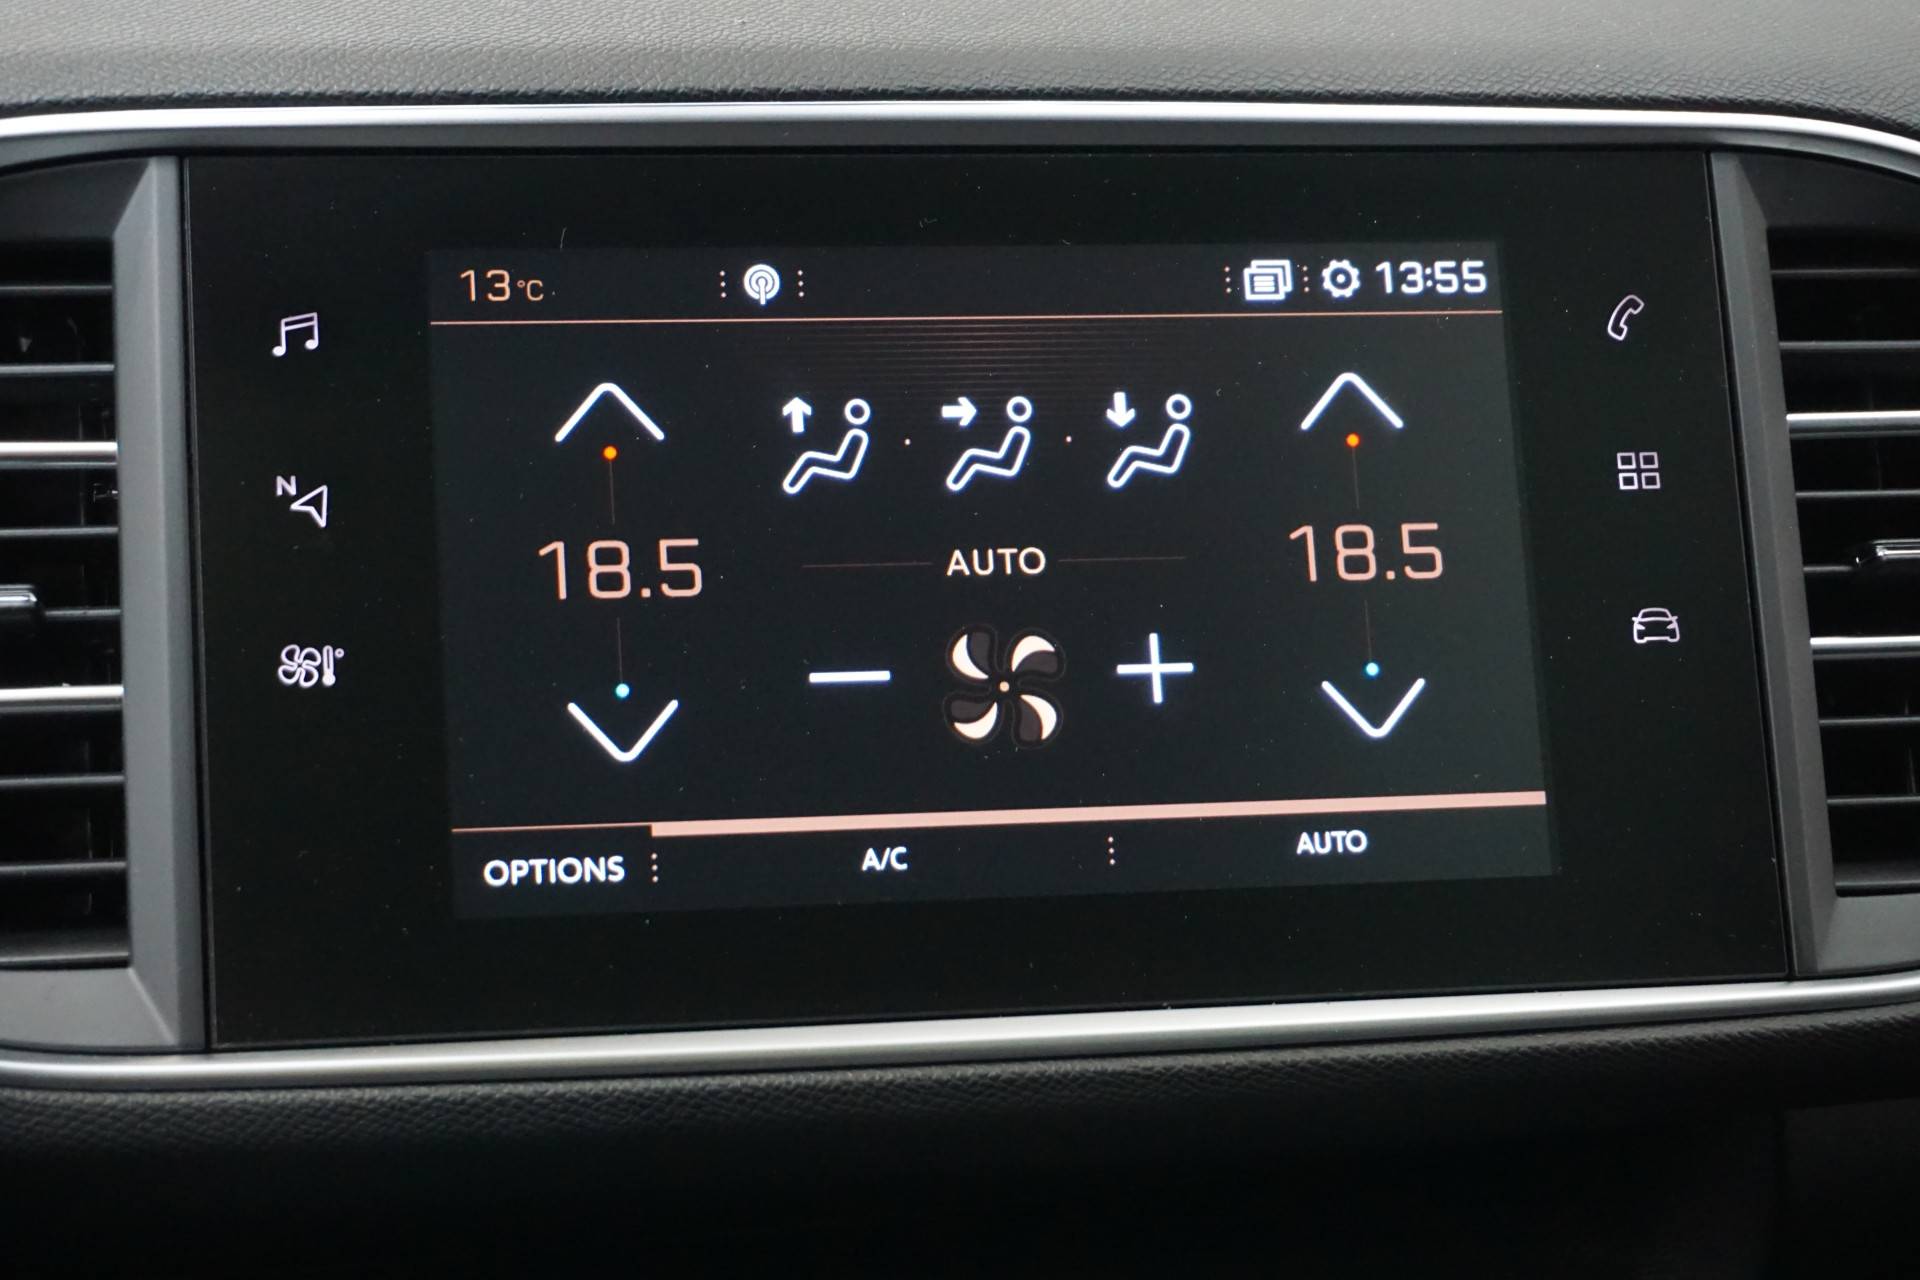 13°C 13:55
N
18.5 AUTO 18.5
OPTIONS A/C AUTO